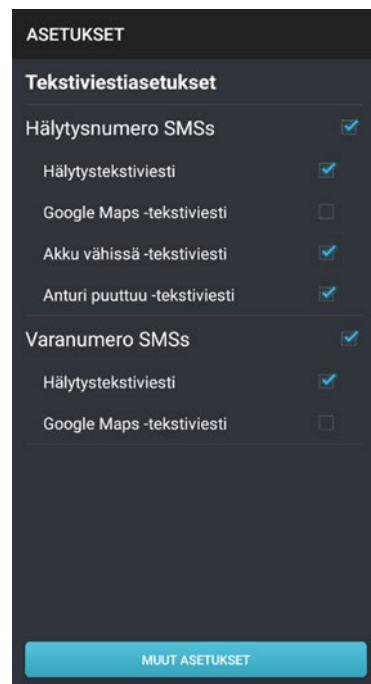 ASETUKSET
Tekstiviestiasetukset
Hälytysnumero SMSs
Hälytystekstiviesti
Google Maps -tekstiviesti
Akku vähissä -tekstiviesti
Anturi puuttuu -tekstiviesti
Varanumero SMSs
Hälytystekstiviesti
Google Maps -tekstiviesti
MUUT ASETUKSET